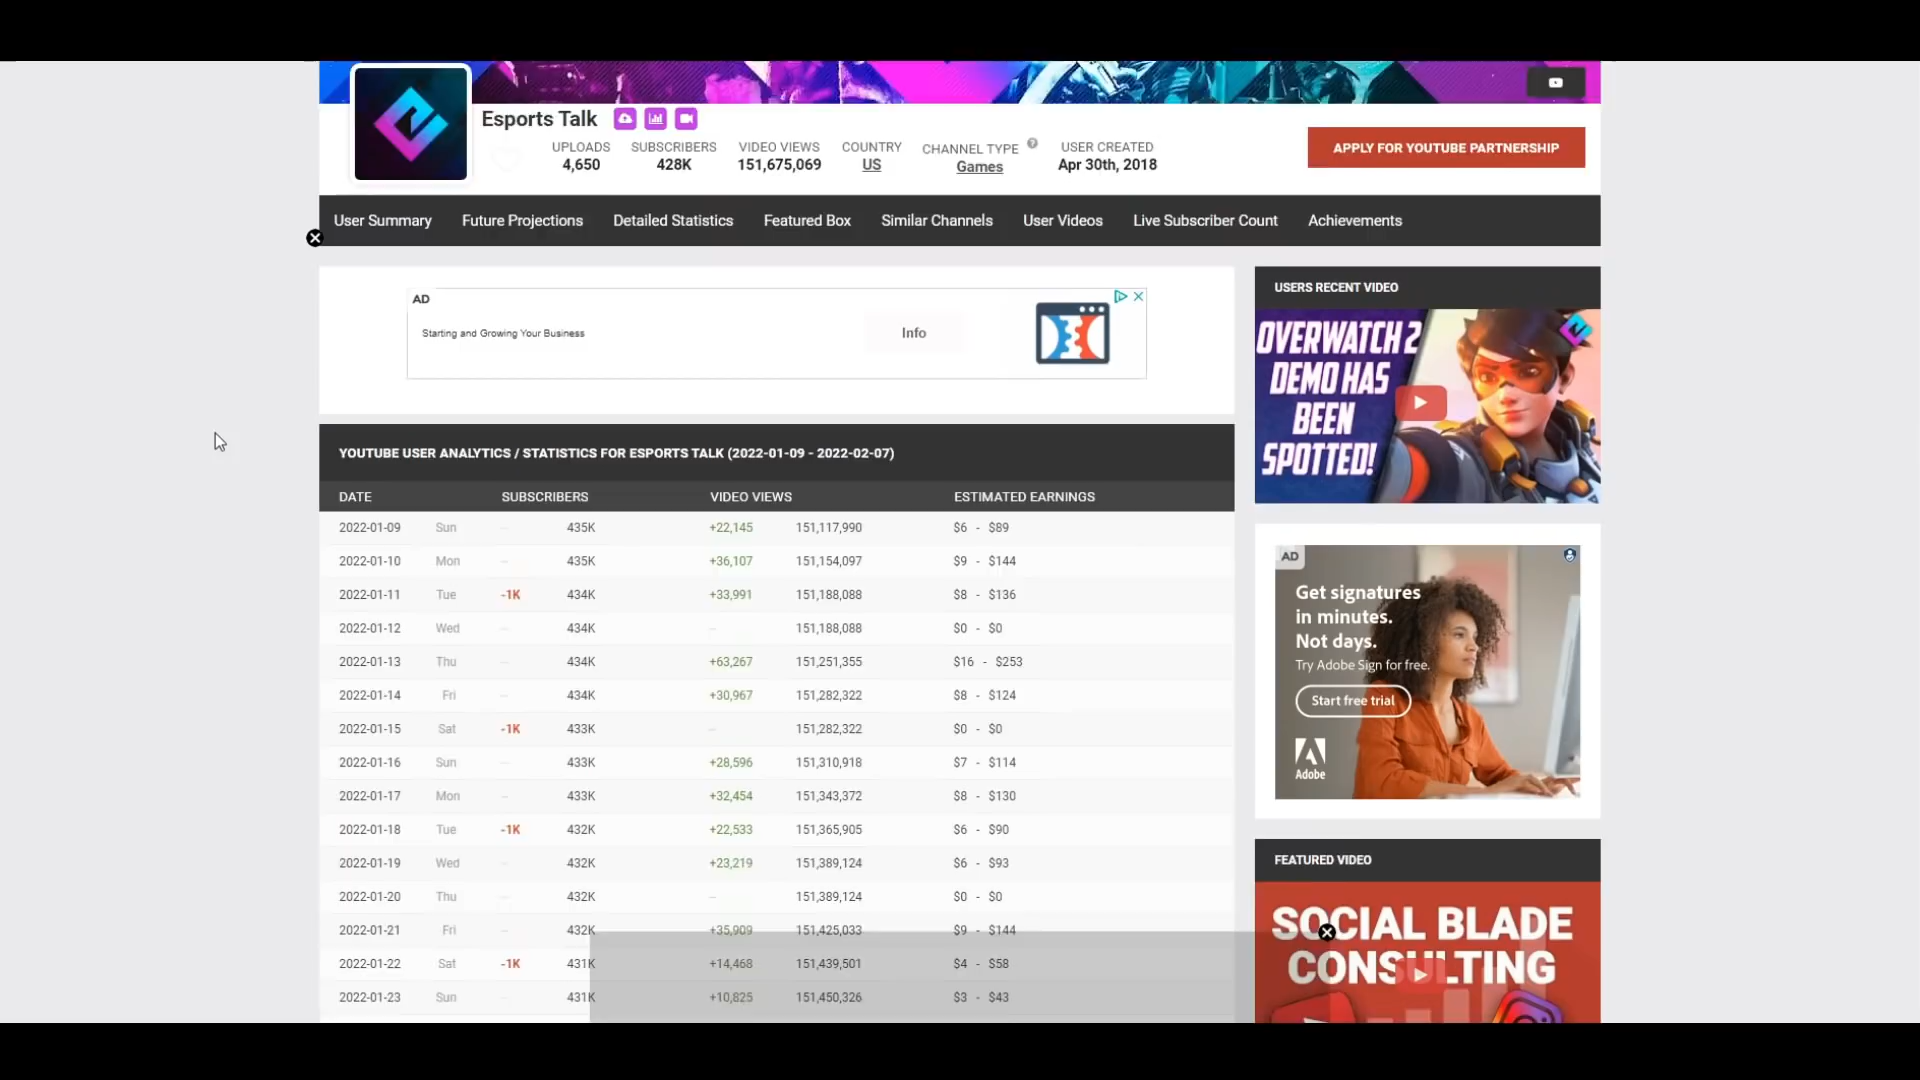 Esports Talk
UPLOADS SUBSCRIBERS VIDEO VIEWS COUNTRY CHANNEL TYPE ? USER CREATED
4,650 428K 151,675,069 US Games Apr 30th, 2018
APPLY FOR YOUTUBE PARTNERSHIP
User Summary Future Projections Detailed Statistics Featured Box Similar Channels User Videos Live Subscriber Count Achievements
AD
Starting and Growing Your Business
Info
YOUTUBE USER ANALYTICS / STATISTICS FOR ESPORTS TALK (2022-01-09 - 2022-02-07)
DATE SUBSCRIBERS VIDEO VIEWS ESTIMATED EARNINGS
2022-01-09 Sun -- 435K +22,145 151,117,990 $6 - $89
2022-01-10 Mon -- 435K +36,107 151,154,097 $9 - $144
2022-01-11 Tue -1K 434K +33,991 151,188,088 $8 - $136
2022-01-12 Wed -- 434K -- 151,188,088 $0 - $0
2022-01-13 Thu -- 434K +63,267 151,251,355 $16 - $253
2022-01-14 Fri -- 434K +30,967 151,282,322 $8 - $124
2022-01-15 Sat -1K 433K -- 151,282,322 $0 - $0
2022-01-16 Sun -- 433K +28,596 151,310,918 $7 - $114
2022-01-17 Mon -- 433K +32,454 151,343,372 $8 - $130
2022-01-18 Tue -1K 432K +22,533 151,365,905 $6 - $90
2022-01-19 Wed -- 432K +23,219 151,389,124 $6 - $93
2022-01-20 Thu -- 432K -- 151,389,124 $0 - $0
2022-01-21 Fri -- 432K +35,909 151,425,033 $9 - $144
2022-01-22 Sat -1K 431K +14,468 151,439,501 $4 - $58
2022-01-23 Sun -- 431K +10,825 151,450,326 $3 - $43
USERS RECENT VIDEO
OVERWATCH 2
DEMO HAS
BEEN
SPOTTED!
AD
Get signatures
in minutes.
Not days.
Try Adobe Sign for free.
Start free trial
Adobe
FEATURED VIDEO
SOCIAL BLADE
CONSULTING